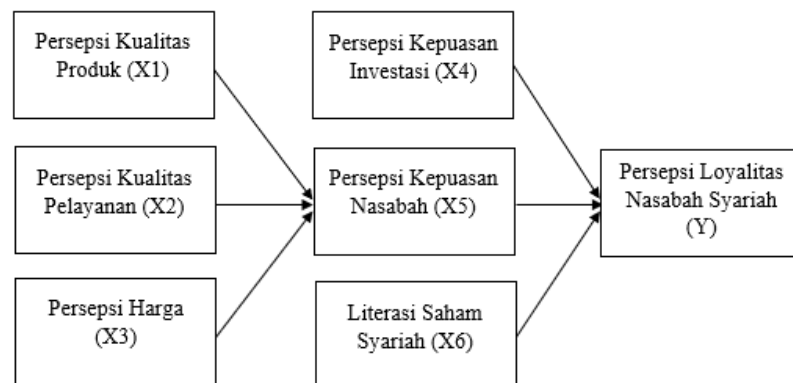 Persepsi Kualitas
Produk (X1)
Persepsi Kualitas
Pelayanan (X2)
Persepsi Harga
(X3)
Persepsi Kepuasan
Investasi (X4)
Persepsi Kepuasan
Nasabah (X5)
Literasi Saham
Syariah (X6)
Persepsi Loyalitas
Nasabah Syariah
(Y)